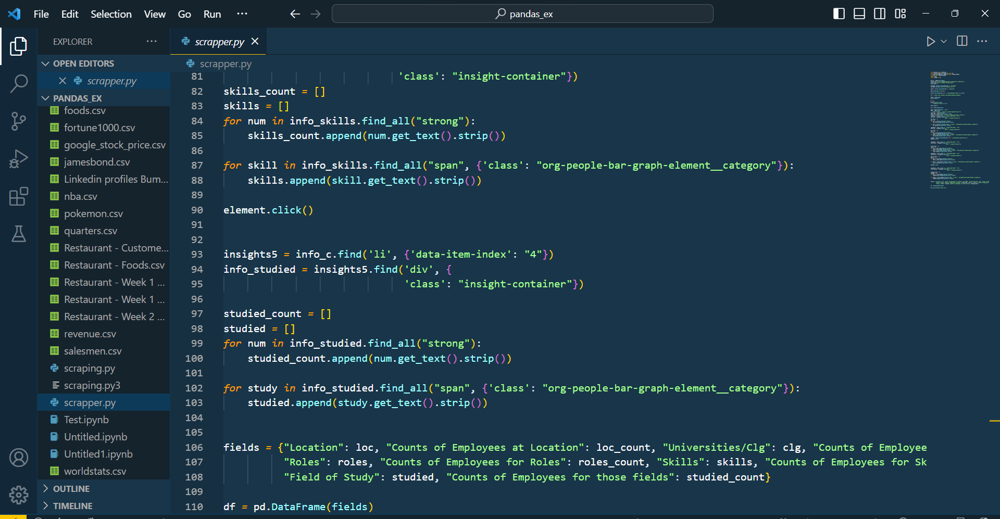 File Edit Selection View Go Run ···
pandas_ex
EXPLORER ···
OPEN EDITORS
scrapper.py
PANDAS_EX
foods.csv
fortune1000.csv
google_stock_price.csv
jamesbond.csv
Linkedin profiles Bum...
nba.csv
pokemon.csv
quarters.csv
Restaurant - Custome...
Restaurant - Foods.csv
Restaurant - Week 1 ...
Restaurant - Week 1 ...
Restaurant - Week 2 ...
revenue.csv
salesmen.csv
scraping.py
scraping.py3
scrapper.py
Test.ipynb
Untitled.ipynb
Untitled1.ipynb
worldstats.csv
OUTLINE
TIMELINE
scrapper.py
scrapper.py
81 'class': "insight-container"})
82 skills_count = []
83 skills = []
84 for num in info_skills.find_all("strong"):
85 skills_count.append(num.get_text().strip())
86
87 for skill in info_skills.find_all("span", {'class': "org-people-bar-graph-element__category"}):
88 skills.append(skill.get_text().strip())
89
90 element.click()
91
92
93 insights5 = info_c.find('li', {'data-item-index': "4"})
94 info_studied = insights5.find('div', {
95 'class': "insight-container"})
96
97 studied_count = []
98 studied = []
99 for num in info_studied.find_all("strong"):
100 studied_count.append(num.get_text().strip())
101
102 for study in info_studied.find_all("span", {'class': "org-people-bar-graph-element__category"}):
103 studied.append(study.get_text().strip())
104
105
106 fields = {"Location": loc, "Counts of Employees at Location": loc_count, "Universities/Clg": clg, "Counts of Employee
107 "Roles": roles, "Counts of Employees for Roles": roles_count, "Skills": skills, "Counts of Employees for Sk
108 "Field of Study": studied, "Counts of Employees for those fields": studied_count}
109
110 df = pd.DataFrame(fields)